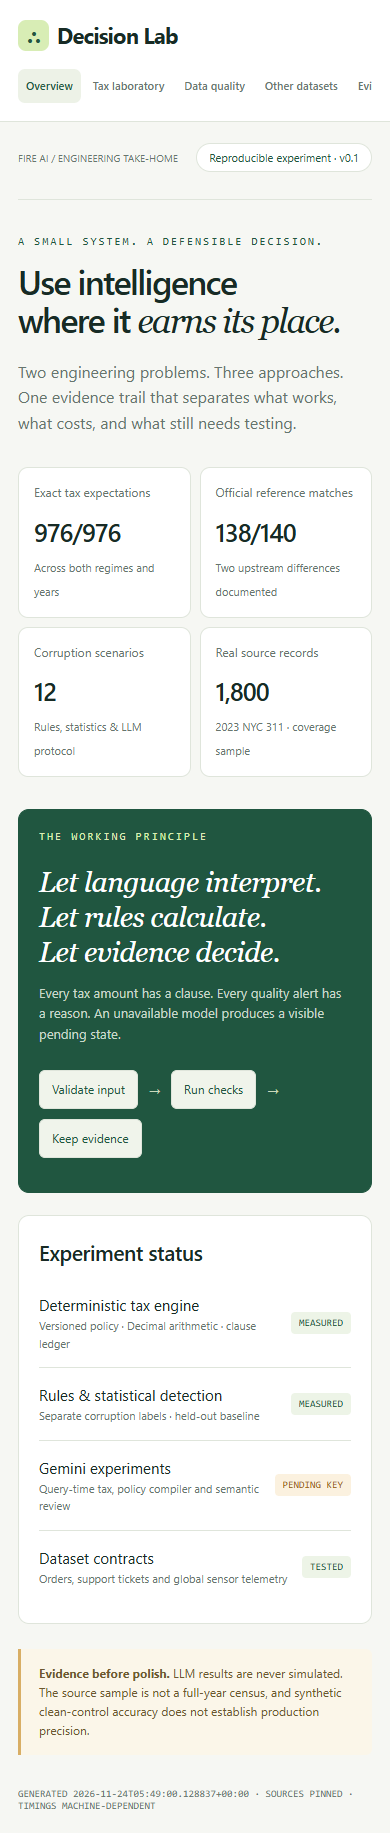 Decision Lab
Overview Tax laboratory Data quality Other datasets Evi
FIRE AI / ENGINEERING TAKE-HOME
Reproducible experiment · v0.1
A SMALL SYSTEM. A DEFENSIBLE DECISION.
Use intelligence
where it earns its place.
Two engineering problems. Three approaches.
One evidence trail that separates what works,
what costs, and what still needs testing.
Exact tax expectations
976/976
Across both regimes and
years
Official reference matches
138/140
Two upstream differences
documented
Corruption scenarios
12
Rules, statistics & LLM
protocol
Real source records
1,800
2023 NYC 311 · coverage
sample
THE WORKING PRINCIPLE
Let language interpret.
Let rules calculate.
Let evidence decide.
Every tax amount has a clause. Every quality alert has
a reason. An unavailable model produces a visible
pending state.
Validate input → Run checks →
Keep evidence
Experiment status
Deterministic tax engine
Versioned policy · Decimal arithmetic · clause
ledger
MEASURED
Rules & statistical detection
Separate corruption labels · held-out baseline
MEASURED
Gemini experiments
Query-time tax, policy compiler and semantic
review
PENDING KEY
Dataset contracts
Orders, support tickets and global sensor telemetry
TESTED
Evidence before polish. LLM results are never simulated.
The source sample is not a full-year census, and synthetic
clean-control accuracy does not establish production
precision.
GENERATED 2026-11-24T05:49:00.128837+00:00 · SOURCES PINNED ·
TIMINGS MACHINE-DEPENDENT